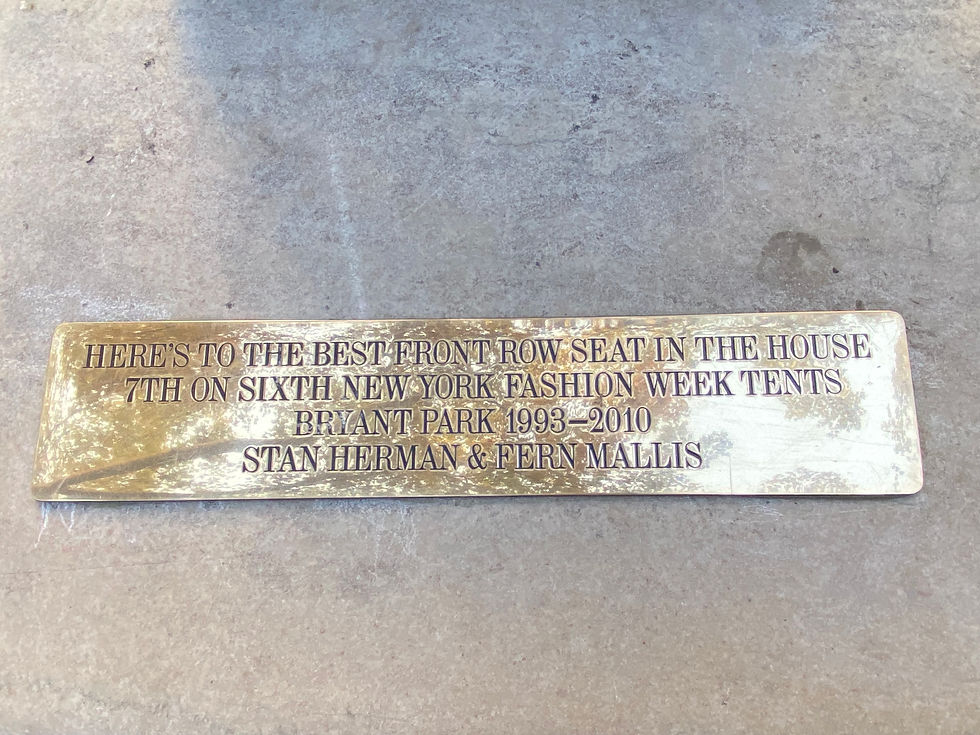 HERE'S TO THE BEST FRONT ROW SEAT IN THE HOUSE
7TH ON SIXTH NEW YORK FASHION WEEK TENTS
BRYANT PARK 1993–2010
STAN HERMAN & FERN MALLIS